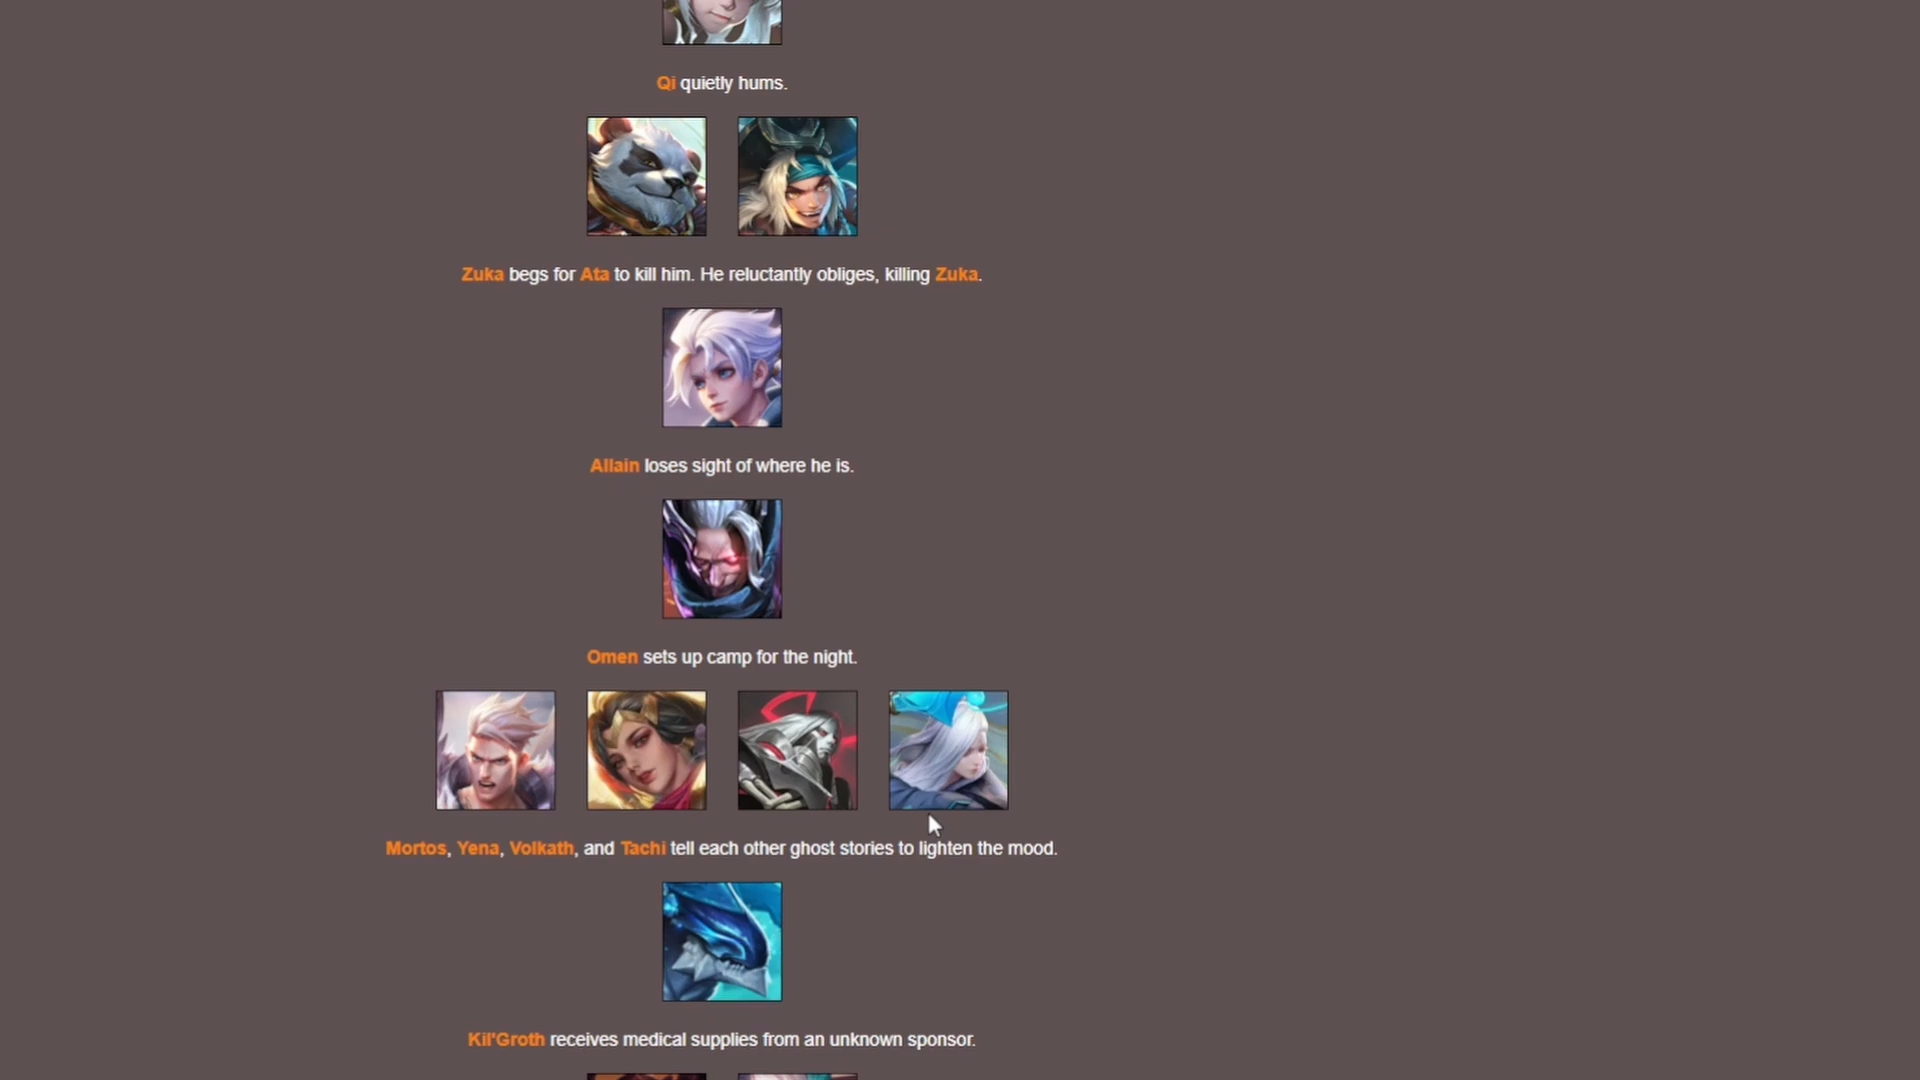 Qi quietly hums.
Zuka begs for Ata to kill him. He reluctantly obliges, killing Zuka.
Allain loses sight of where he is.
Omen sets up camp for the night.
Mortos, Yena, Volkath, and Tachi tell each other ghost stories to lighten the mood.
Kil'Groth receives medical supplies from an unknown sponsor.